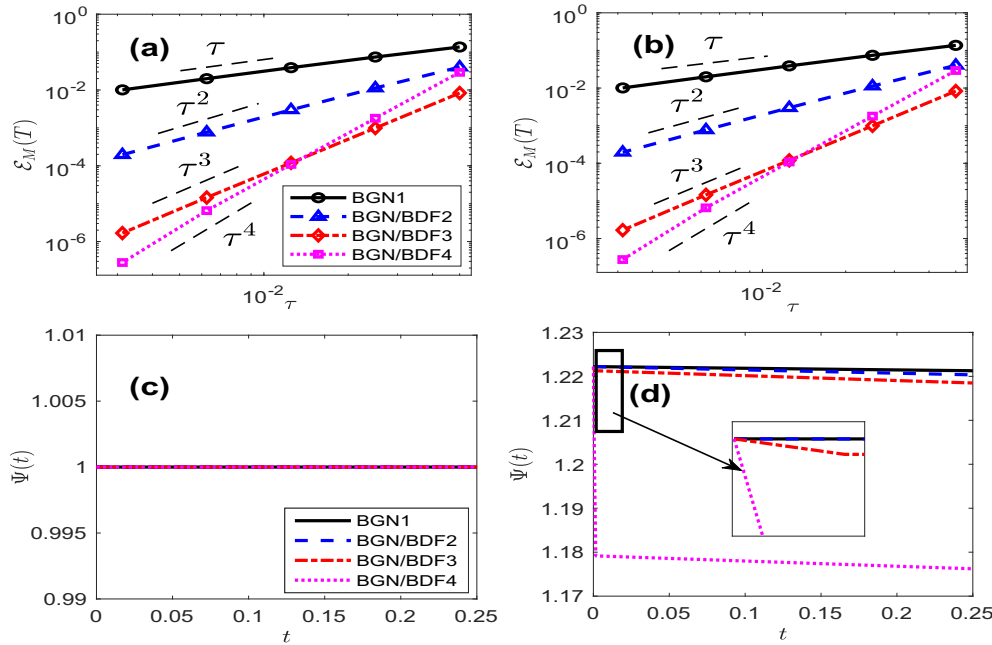 (a)
10^0
10^-2
10^-4
10^-6
ℰ_M(T)
τ
τ^2
τ^3
τ^4
BGN1
BGN/BDF2
BGN/BDF3
BGN/BDF4
10^-2
τ
(b)
10^0
10^-2
10^-4
10^-6
ℰ_M(T)
τ
τ^2
τ^3
τ^4
10^-2
τ
(c)
1.01
1.005
1
0.995
0.99
Ψ(t)
BGN1
BGN/BDF2
BGN/BDF3
BGN/BDF4
0 0.05 0.1 0.15 0.2 0.25
t
(d)
1.23
1.22
1.21
1.2
1.19
1.18
1.17
Ψ(t)
0 0.05 0.1 0.15 0.2 0.25
t